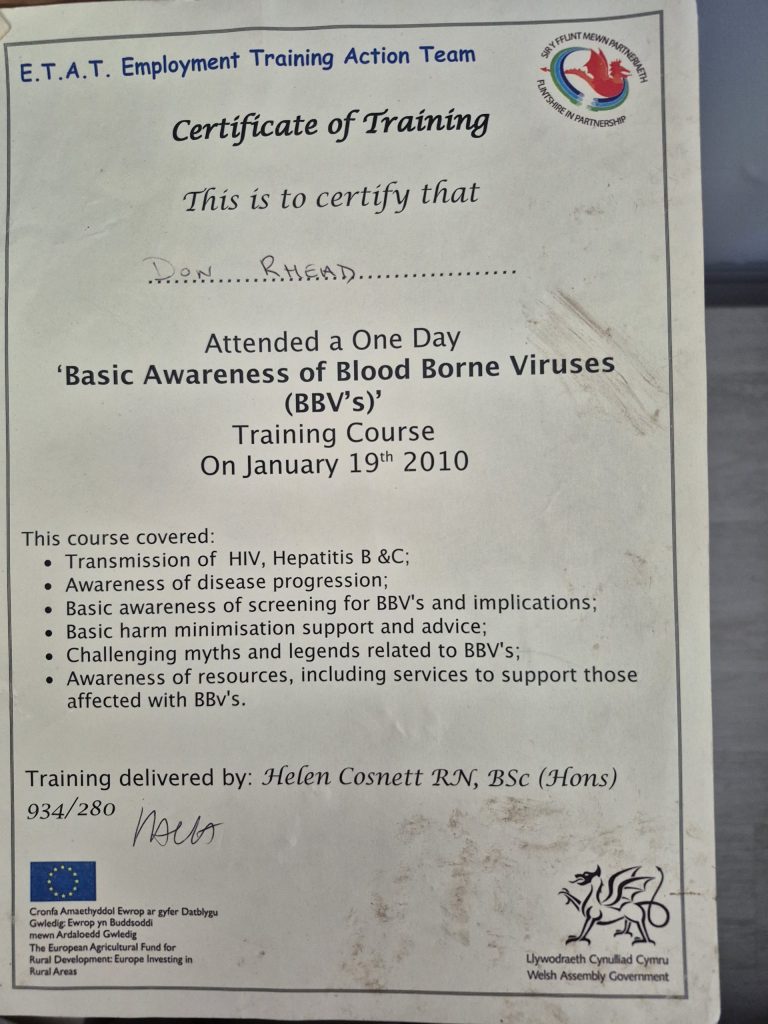 E.T.A.T. Employment Training Action Team
SIR Y FFLINT MEWN PARTNERIAETH
FLINTSHIRE IN PARTNERSHIP
Certificate of Training
This is to certify that
DON RHEAD
Attended a One Day
‘Basic Awareness of Blood Borne Viruses
(BBV’s)’
Training Course
On January 19th 2010
This course covered:
• Transmission of HIV, Hepatitis B &C;
• Awareness of disease progression;
• Basic awareness of screening for BBV's and implications;
• Basic harm minimisation support and advice;
• Challenging myths and legends related to BBV's;
• Awareness of resources, including services to support those
affected with BBv's.
Training delivered by: Helen Cosnett RN, BSc (Hons)
934/280
Cronfa Amaethyddol Ewrop ar gyfer Datblygu
Gwledig: Ewrop yn Buddsoddi
mewn Ardaloedd Gwledig
The European Agricultural Fund for
Rural Development: Europe Investing in
Rural Areas
Llywodraeth Cynulliad Cymru
Welsh Assembly Government